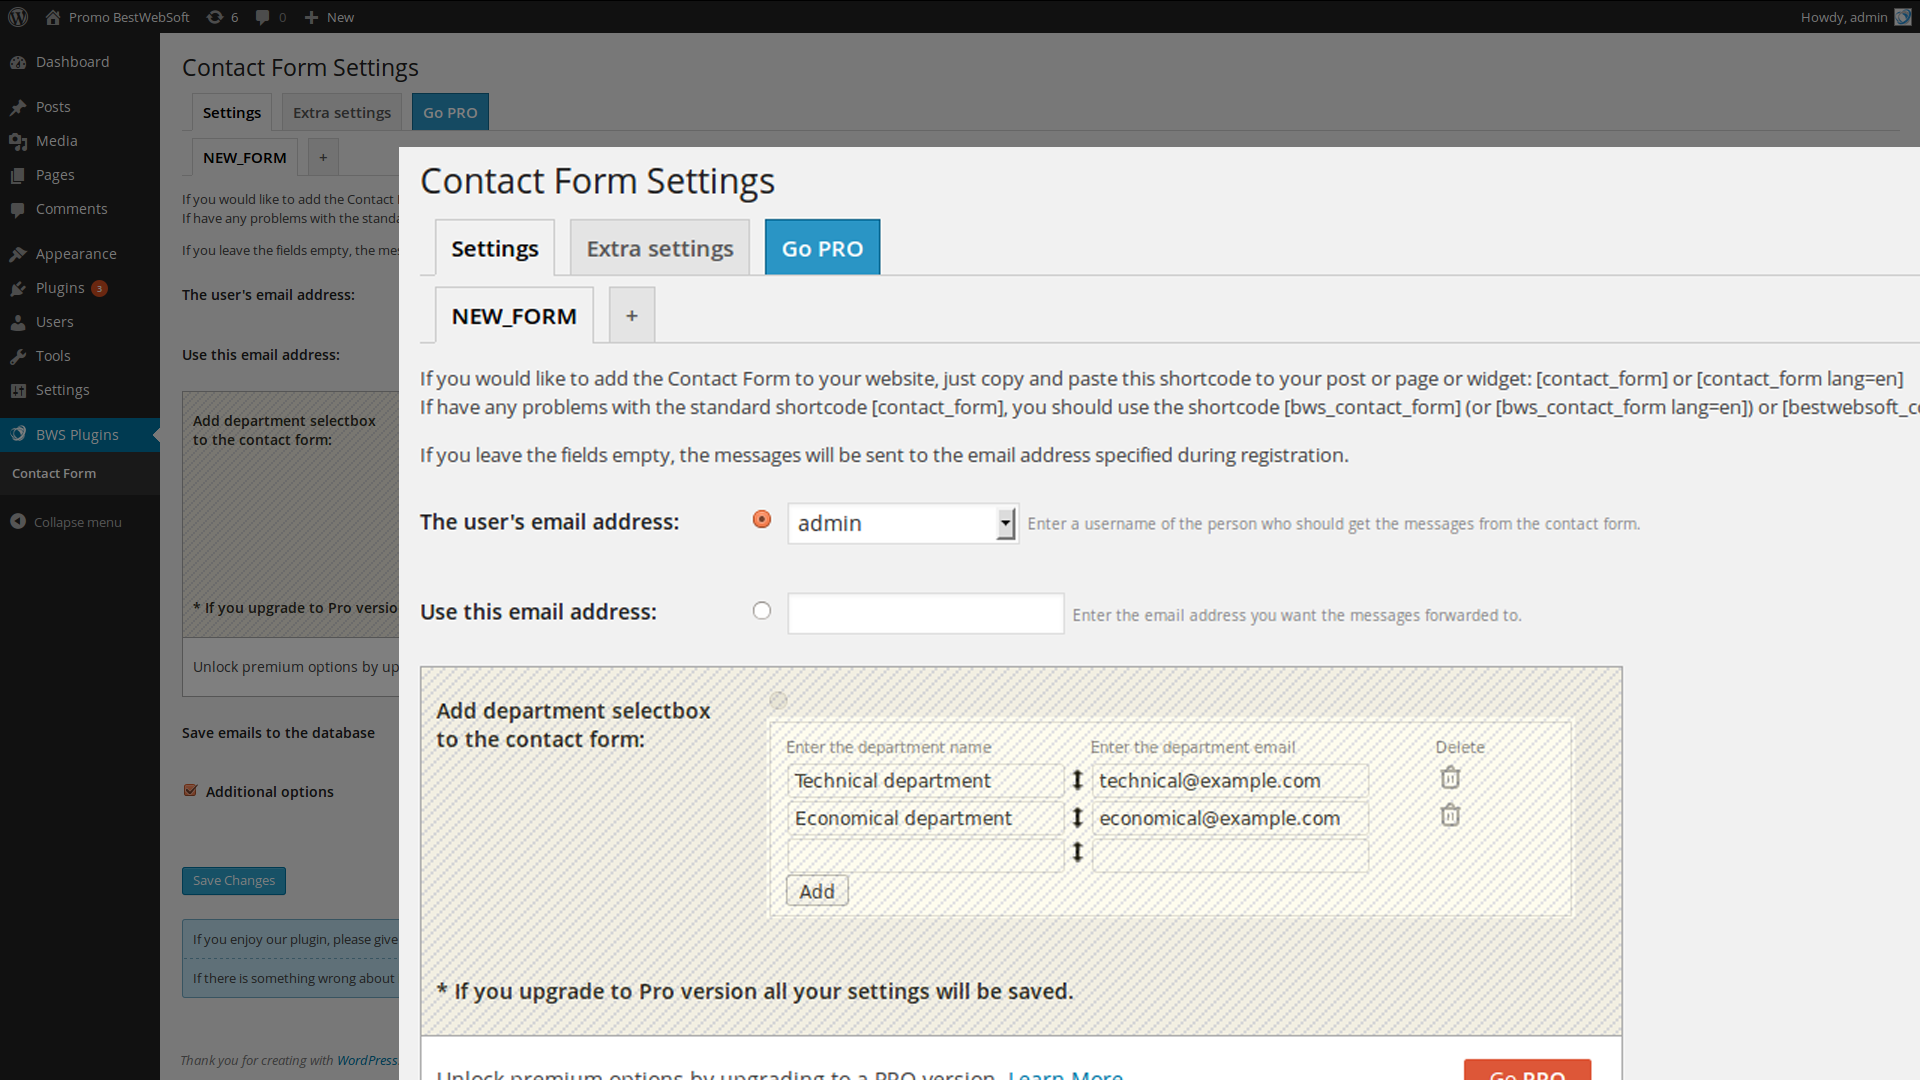 Promo BestWebSoft 6 0 + New Howdy, admin
Dashboard
Posts
Media
Pages
Comments
Appearance
Plugins 3
Users
Tools
Settings
BWS Plugins
Contact Form
Collapse menu
Contact Form Settings
Settings Extra settings Go PRO
NEW_FORM +
If you would like to add the Contact
If have any problems with the standa
If you leave the fields empty, the mes
The user's email address:
Use this email address:
Add department selectbox
to the contact form:
* If you upgrade to Pro versio
Unlock premium options by up
Save emails to the database
Additional options
Save Changes
If you enjoy our plugin, please give
If there is something wrong about
Thank you for creating with WordPress
Contact Form Settings
Settings Extra settings Go PRO
NEW_FORM +
If you would like to add the Contact Form to your website, just copy and paste this shortcode to your post or page or widget: [contact_form] or [contact_form lang=en]
If have any problems with the standard shortcode [contact_form], you should use the shortcode [bws_contact_form] (or [bws_contact_form lang=en]) or [bestwebsoft_c
If you leave the fields empty, the messages will be sent to the email address specified during registration.
The user's email address: admin Enter a username of the person who should get the messages from the contact form.
Use this email address: Enter the email address you want the messages forwarded to.
Add department selectbox
to the contact form:
Enter the department name Enter the department email Delete
Technical department technical@example.com
Economical department economical@example.com
Add
* If you upgrade to Pro version all your settings will be saved.
Unlock premium options by upgrading to a PRO version. Learn More Go PRO